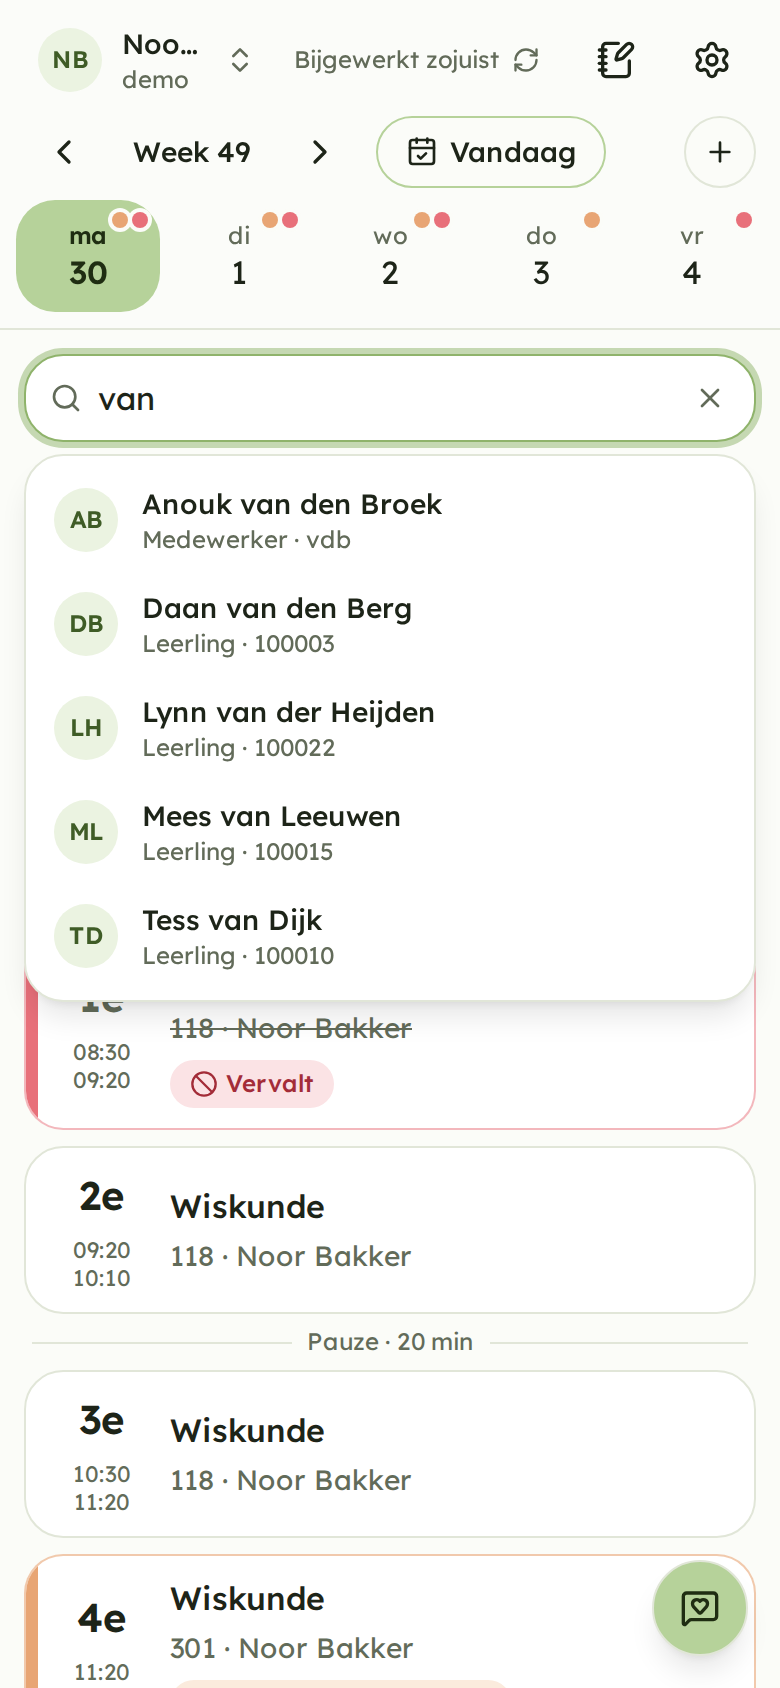 NB
Noo...
demo
Bijgewerkt zojuist
Week 49
Vandaag
ma
30
di
1
wo
2
do
3
vr
4
van
AB
Anouk van den Broek
Medewerker · vdb
DB
Daan van den Berg
Leerling · 100003
LH
Lynn van der Heijden
Leerling · 100022
ML
Mees van Leeuwen
Leerling · 100015
TD
Tess van Dijk
Leerling · 100010
1e
08:30
09:20
118 · Noor Bakker
Vervalt
2e
09:20
10:10
Wiskunde
118 · Noor Bakker
Pauze · 20 min
3e
10:30
11:20
Wiskunde
118 · Noor Bakker
4e
11:20
Wiskunde
301 · Noor Bakker